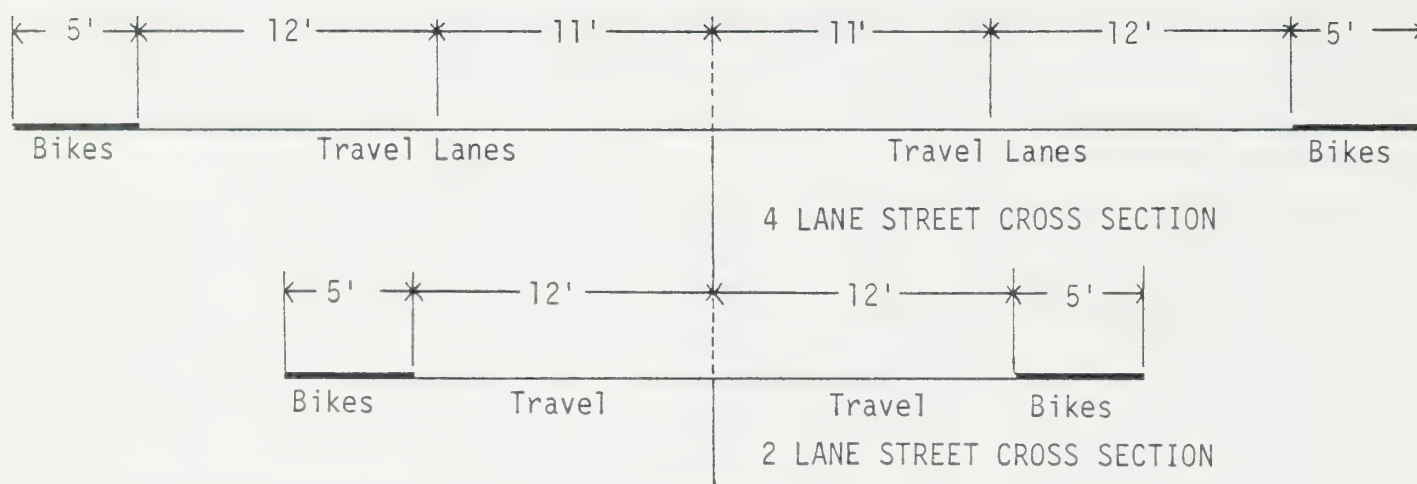 5' 12' 11' 11' 12' 5'
Bikes Travel Lanes Travel Lanes Bikes
4 LANE STREET CROSS SECTION
5' 12' 12' 5'
Bikes Travel Travel Bikes
2 LANE STREET CROSS SECTION